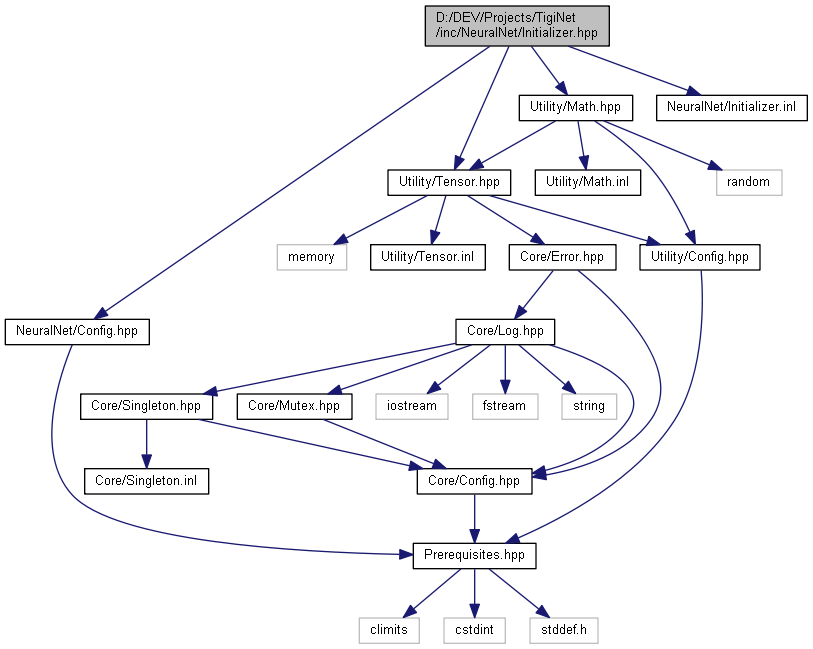 D:/DEV/Projects/TigiNet
/inc/NeuralNet/Initializer.hpp
Utility/Math.hpp
NeuralNet/Initializer.inl
Utility/Tensor.hpp
Utility/Math.inl
random
memory
Utility/Tensor.inl
Core/Error.hpp
Utility/Config.hpp
NeuralNet/Config.hpp
Core/Log.hpp
Core/Singleton.hpp
Core/Mutex.hpp
iostream
fstream
string
Core/Singleton.inl
Core/Config.hpp
Prerequisites.hpp
climits
cstdint
stddef.h